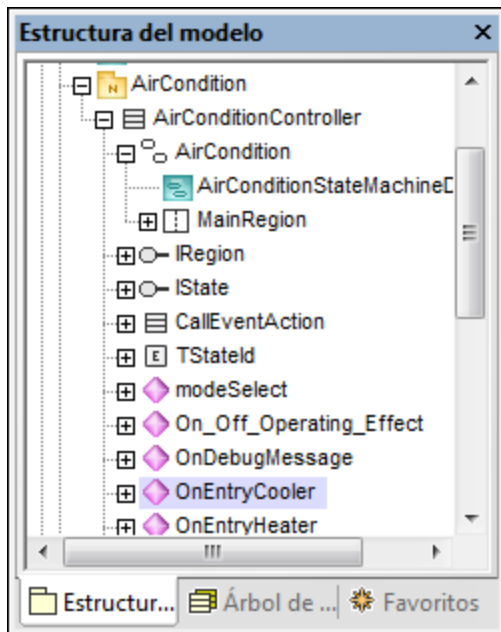 Estructura del modelo
AirCondition
AirConditionController
AirCondition
AirConditionStateMachineD
MainRegion
IRegion
IState
CallEventAction
E TStateId
modeSelect
On_Off_Operating_Effect
OnDebugMessage
OnEntryCooler
OnEntryHeater
Estructur... Árbol de ... Favoritos